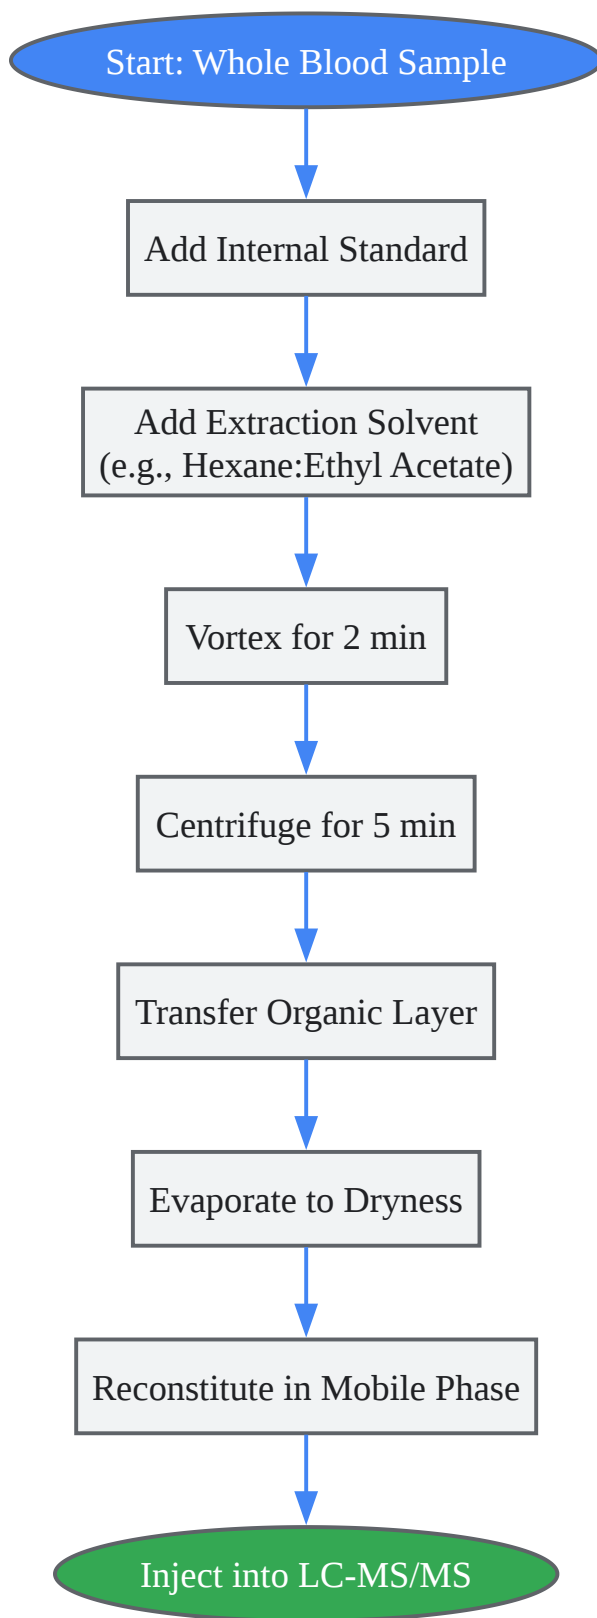 Start: Whole Blood Sample
Add Internal Standard
Add Extraction Solvent
(e.g., Hexane:Ethyl Acetate)
Vortex for 2 min
Centrifuge for 5 min
Transfer Organic Layer
Evaporate to Dryness
Reconstitute in Mobile Phase
Inject into LC-MS/MS